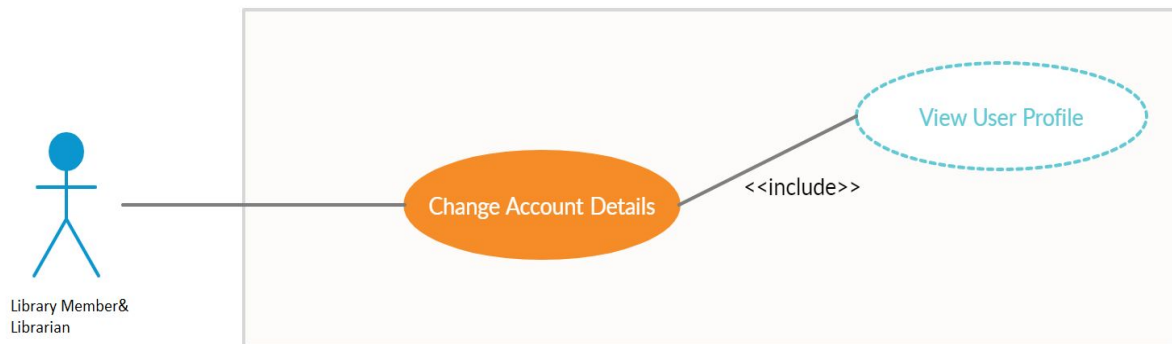 View User Profile
<<include>>
Change Account Details
Library Member&
Librarian